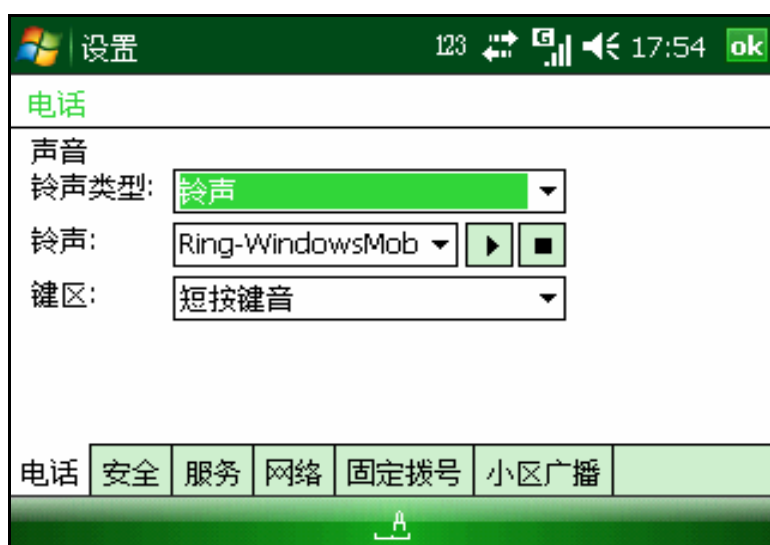 设置 123 G 17:54 ok
电话
声音
铃声类型: 铃声
铃声: Ring-WindowsMob
键区: 短按键音
电话 安全 服务 网络 固定拨号 小区广播
A